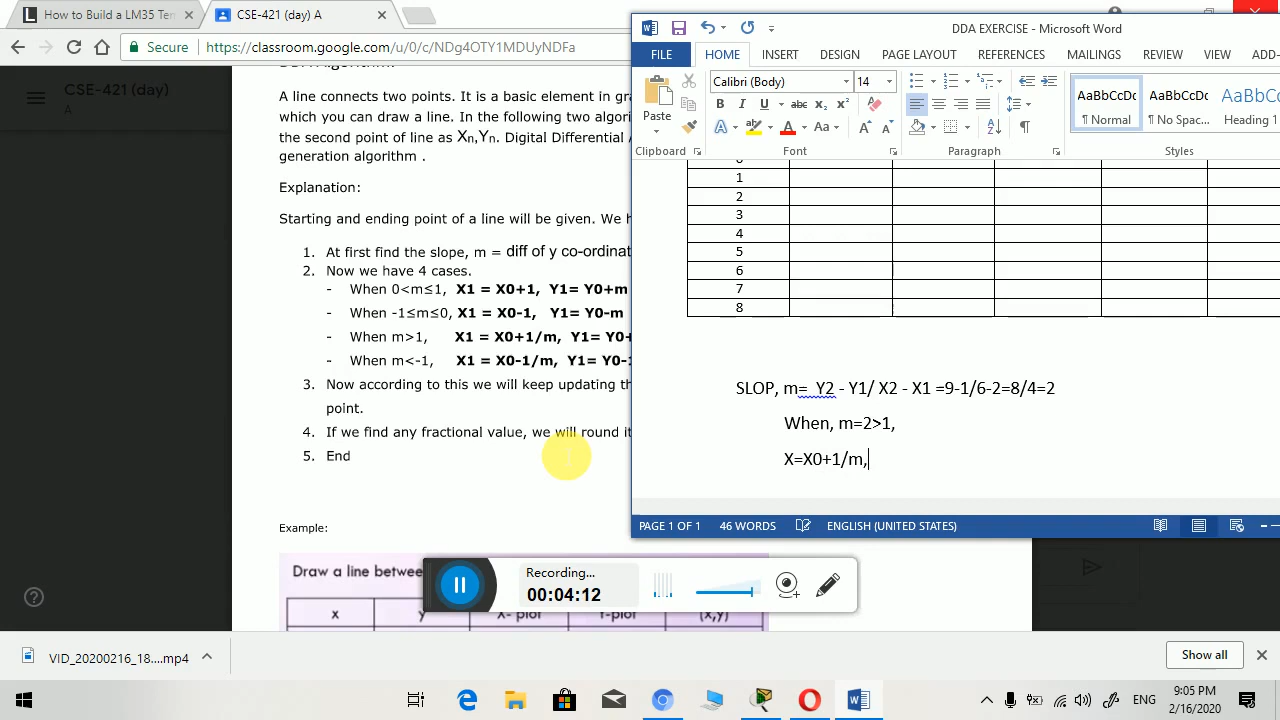 How to Build a LM35 Ten
CSE-421 (day) A
Secure
https://classroom.google.com/u/0/c/NDg4OTY1MDUyNDFa
CSE-421 (day)
A
A line connects two points. It is a basic element in gra
which you can draw a line. In the following two algori
the second point of line as Xn,Yn. Digital Differential
generation algorithm .
Explanation:
Starting and ending point of a line will be given. We h
1. At first find the slope, m = diff of y co-ordinat
2. Now we have 4 cases.
- When 0<m≤1, X1 = X0+1, Y1= Y0+m
- When -1≤m≤0, X1 = X0-1, Y1= Y0-m
- When m>1, X1 = X0+1/m, Y1= Y0+
- When m<-1, X1 = X0-1/m, Y1= Y0-1
3. Now according to this we will keep updating th
point.
4. If we find any fractional value, we will round it
5. End
Example:
Draw a line betwee
x y X- plot Y-plot (x,y)
DDA EXERCISE - Microsoft Word
FILE HOME INSERT DESIGN PAGE LAYOUT REFERENCES MAILINGS REVIEW VIEW ADD-
Calibri (Body) 14
Paste
B I U abc x₂ x²
A A Aa A A
AaBbCcDc AaBbCcDc AaBbCc
¶ Normal ¶ No Spac... Heading 1
Clipboard Font Paragraph Styles
1
2
3
4
5
6
7
8
SLOP, m= Y2 - Y1/ X2 - X1 =9-1/6-2=8/4=2
When, m=2>1,
X=X0+1/m,
PAGE 1 OF 1 46 WORDS ENGLISH (UNITED STATES)
Recording...
00:04:12
VID_20200216_18....mp4
Show all
ENG
9:05 PM
2/16/2020